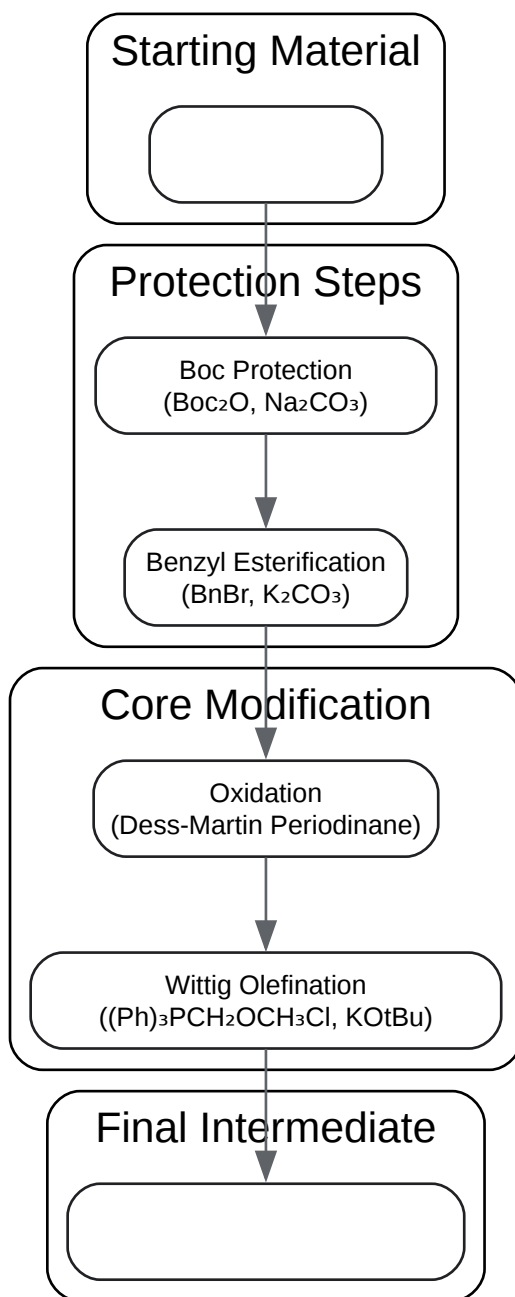 Starting Material
Protection Steps
Boc Protection
(Boc₂O, Na₂CO₃)
Benzyl Esterification
(BnBr, K₂CO₃)
Core Modification
Oxidation
(Dess-Martin Periodinane)
Wittig Olefination
((Ph)₃PCH₂OCH₃Cl, KOtBu)
Final Intermediate